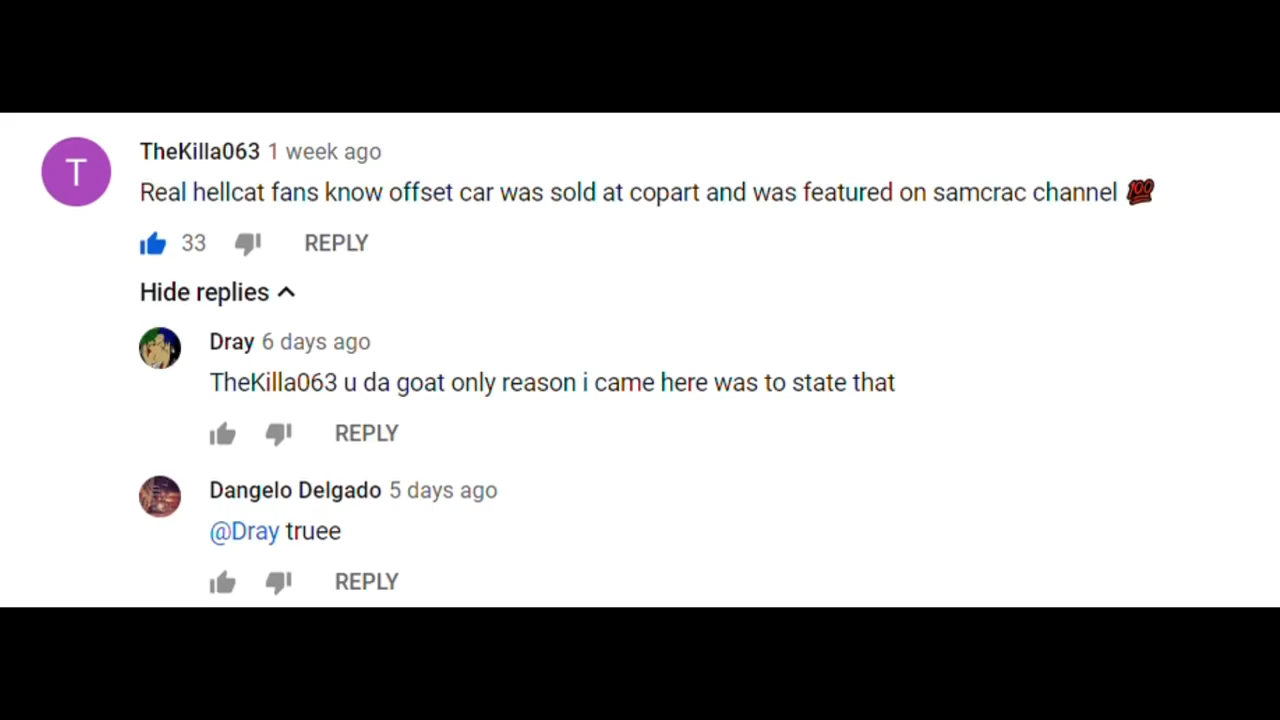 T
TheKilla063 1 week ago
Real hellcat fans know offset car was sold at copart and was featured on samcrac channel 💯
33 REPLY
Hide replies
Dray 6 days ago
TheKilla063 u da goat only reason i came here was to state that
REPLY
Dangelo Delgado 5 days ago
@Dray truee
REPLY